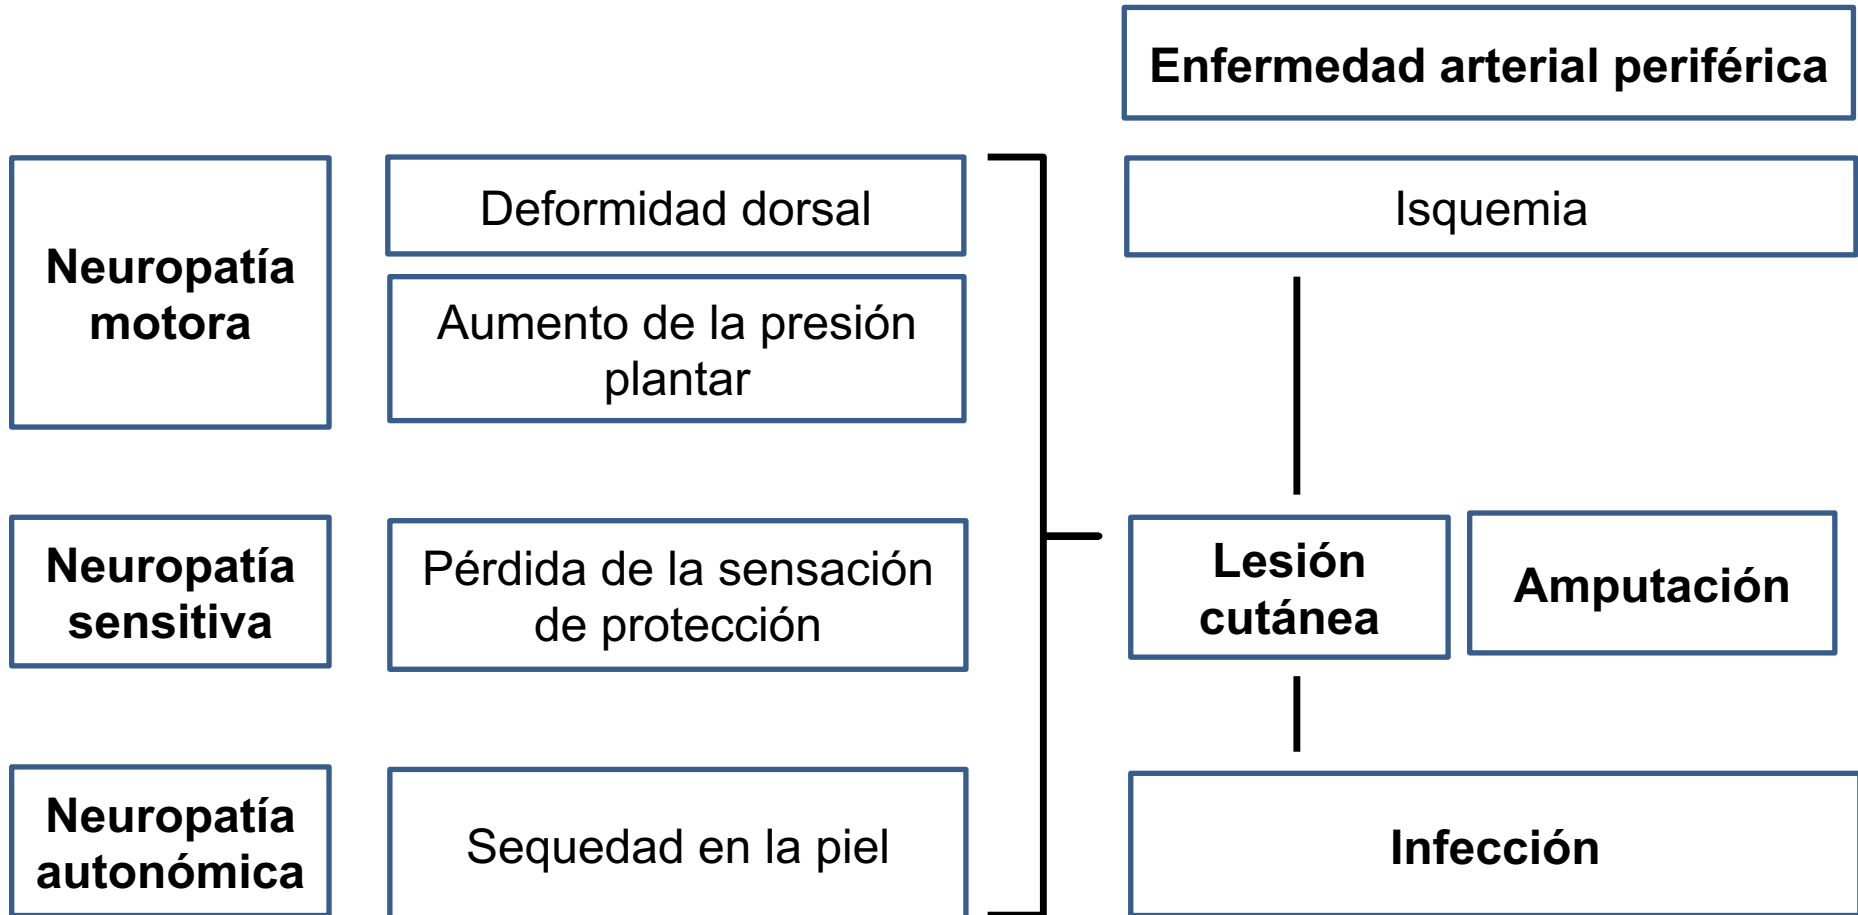 Enfermedad arterial periférica
Neuropatía
motora
Deformidad dorsal
Aumento de la presión
plantar
Isquemia
Neuropatía
sensitiva
Pérdida de la sensación
de protección
Lesión
cutánea
Amputación
Neuropatía
autonómica
Sequedad en la piel
Infección